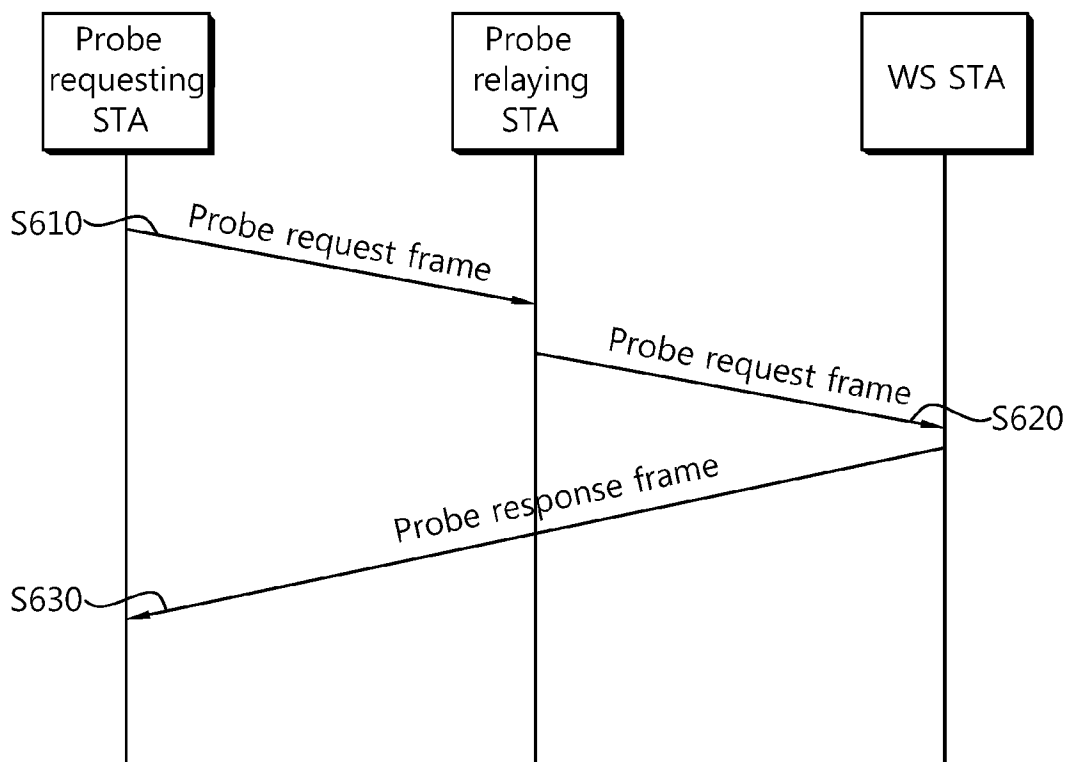 Probe
requesting
STA
Probe
relaying
STA
WS STA
S610
Probe request frame
Probe request frame
S620
Probe response frame
S630